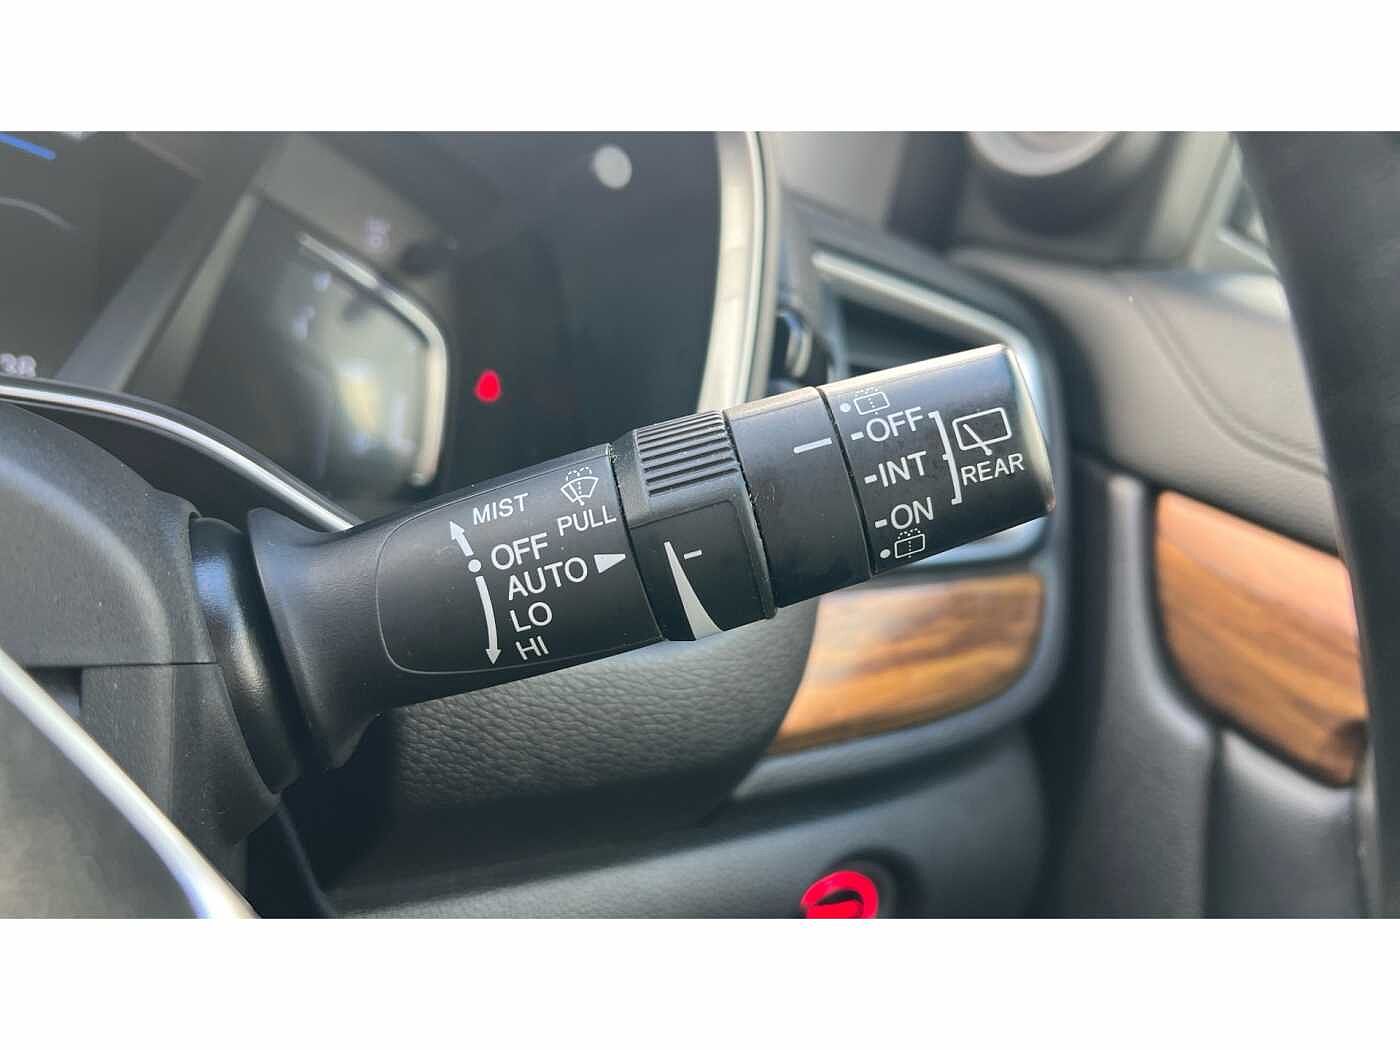 MIST
PULL
OFF
AUTO
LO
HI
-OFF
-INT
-ON
REAR